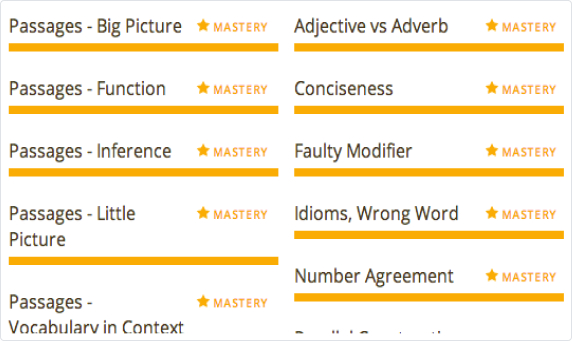 Passages - Big Picture ★ MASTERY
Passages - Function ★ MASTERY
Passages - Inference ★ MASTERY
Passages - Little ★ MASTERY
Picture
Passages - ★ MASTERY
Vocabulary in Context
Adjective vs Adverb ★ MASTERY
Conciseness ★ MASTERY
Faulty Modifier ★ MASTERY
Idioms, Wrong Word ★ MASTERY
Number Agreement ★ MASTERY